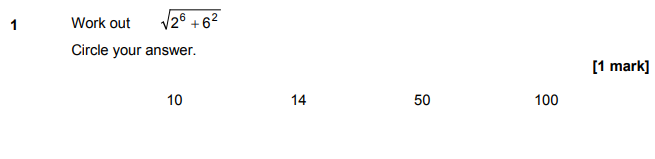 1 Work out √2⁶ + 6²
Circle your answer.
[1 mark]
10 14 50 100